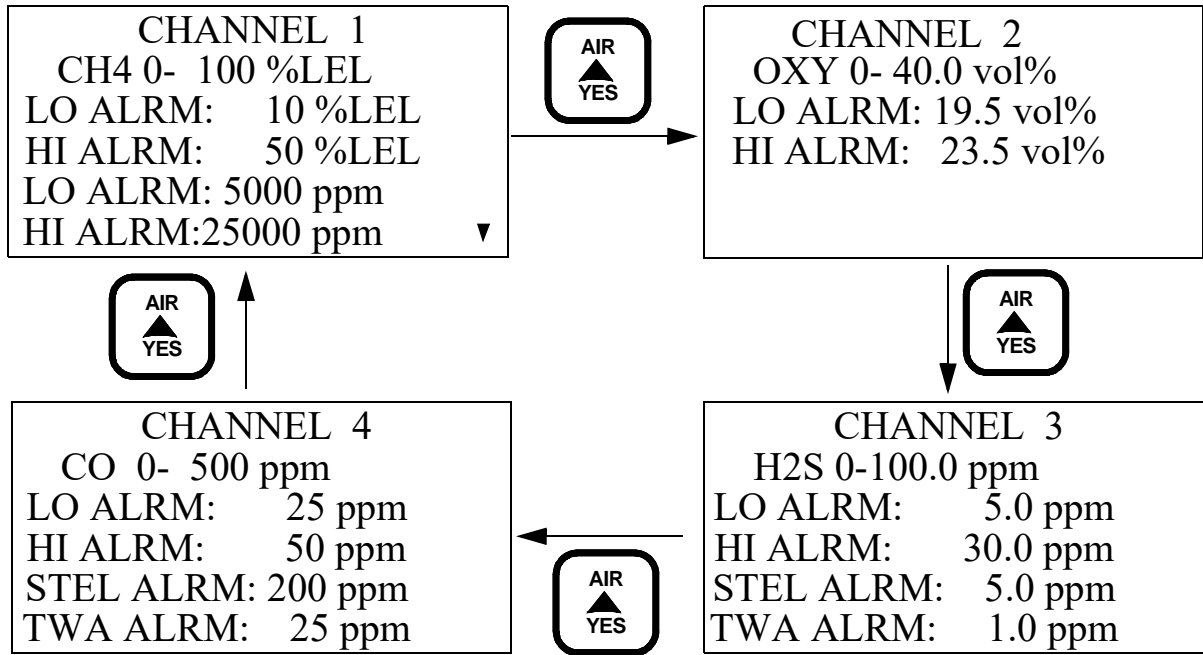 CHANNEL 1
CH4 0- 100 %LEL
LO ALRM: 10 %LEL
HI ALRM: 50 %LEL
LO ALRM: 5000 ppm
HI ALRM:25000 ppm ▼
AIR
YES
CHANNEL 2
OXY 0- 40.0 vol%
LO ALRM: 19.5 vol%
HI ALRM: 23.5 vol%
AIR
YES
CHANNEL 3
H2S 0-100.0 ppm
LO ALRM: 5.0 ppm
HI ALRM: 30.0 ppm
STEL ALRM: 5.0 ppm
TWA ALRM: 1.0 ppm
AIR
YES
CHANNEL 4
CO 0- 500 ppm
LO ALRM: 25 ppm
HI ALRM: 50 ppm
STEL ALRM: 200 ppm
TWA ALRM: 25 ppm
AIR
YES